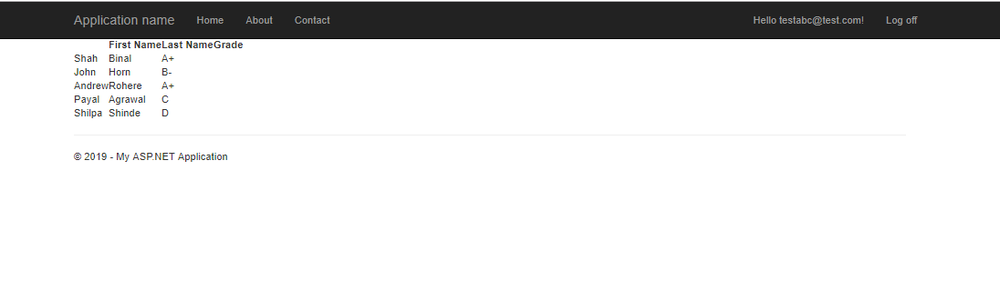 Application name Home About Contact Hello testabc@test.com! Log off
First Name Last Name Grade
Shah Binal A+
John Horn B-
Andrew Rohere A+
Payal Agrawal C
Shilpa Shinde D
© 2019 - My ASP.NET Application